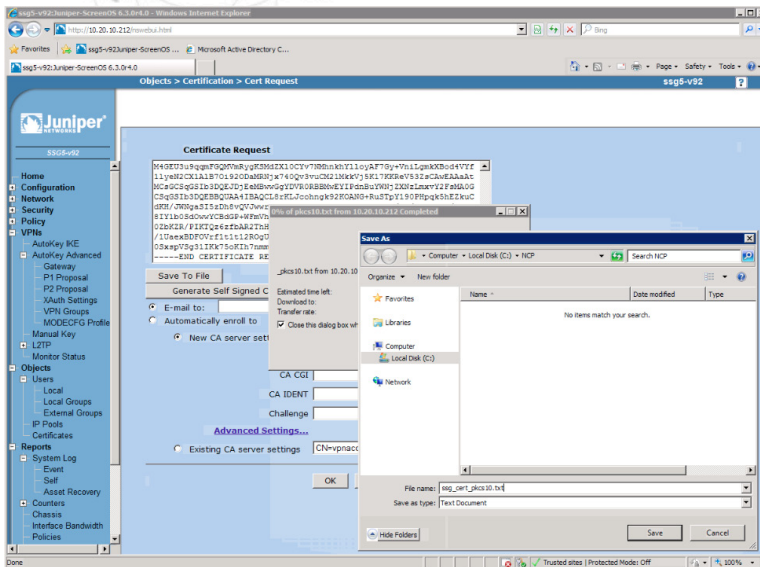 ssg5-v92:Juniper-ScreenOS 6.3.0r4.0 - Windows Internet Explorer
http://10.20.10.212/nswebui.html
Bing
Favorites
ssg5-v92Juniper-ScreenOS ...
Microsoft Active Directory C...
ssg5-v92:Juniper-ScreenOS 6.3.0r4.0
Page
Safety
Tools
Objects > Certification > Cert Request
ssg5-v92
?
Juniper
NETWORKS
SSG5-v92
Home
Configuration
Network
Security
Policy
VPNs
AutoKey IKE
AutoKey Advanced
Gateway
P1 Proposal
P2 Proposal
XAuth Settings
VPN Groups
MODECFG Profile
Manual Key
L2TP
Monitor Status
Objects
Users
Local
Local Groups
External Groups
IP Pools
Certificates
Reports
System Log
Event
Self
Asset Recovery
Counters
Chassis
Interface Bandwidth
Policies
Certificate Request
END CERTIFICATE RE
Save To File
Generate Self Signed C
E-mail to:
Automatically enroll to
New CA server sett
CA CGI
CA IDENT
Challenge
Advanced Settings...
Existing CA server settings
CN=vpnacc
OK
0% of pkcs10.txt from 10.20.10.212 Completed
_pkcs10.txt from 10.20.10
Estimated time left:
Download to:
Transfer rate:
Close this dialog box wh
Save As
Computer
Local Disk (C:)
NCP
Search NCP
Organize
New folder
Favorites
Libraries
Computer
Local Disk (C:)
Network
Name
Date modified
Type
No items match your search.
File name:
ssg_cert_pkcs10.txt
Save as type:
Text Document
Hide Folders
Save
Cancel
Done
Trusted sites | Protected Mode: Off
100%